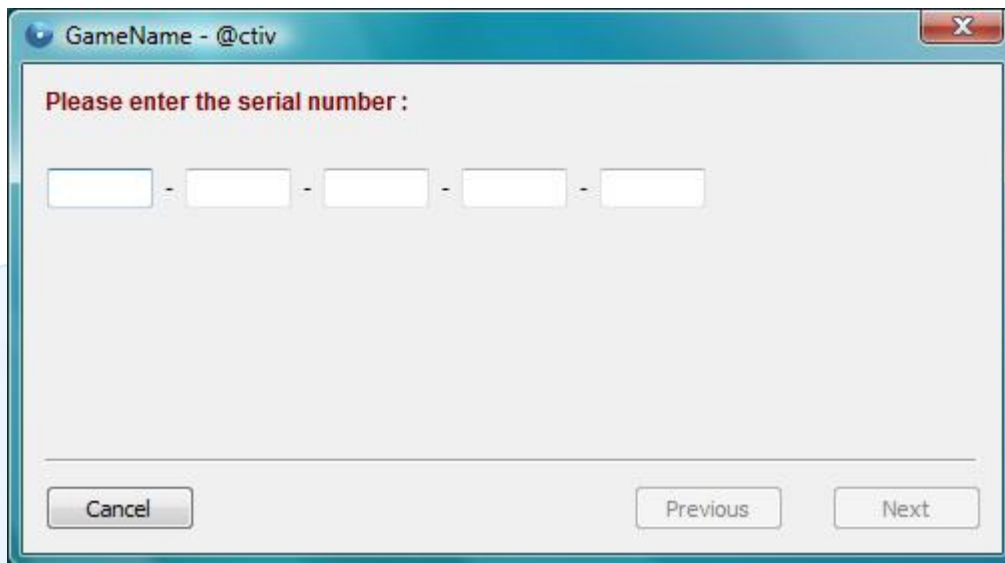 GameName - @ctiv
Please enter the serial number :
- - - -
Cancel Previous Next